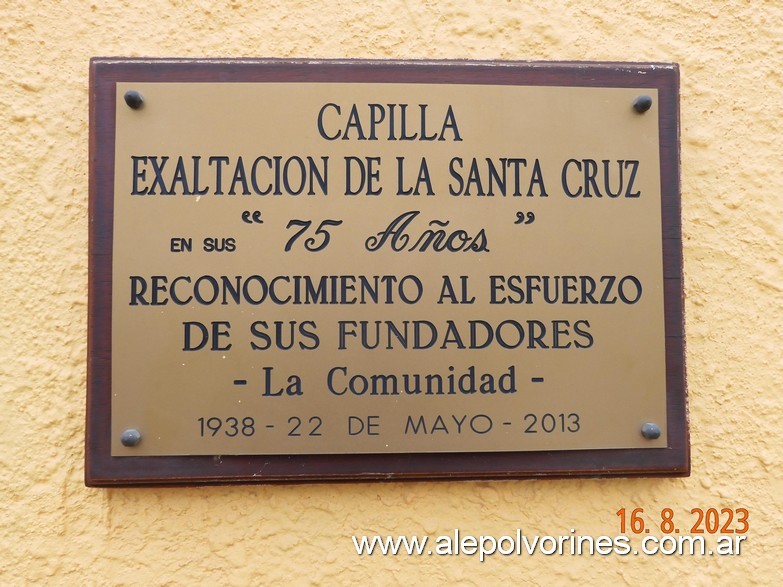 CAPILLA
EXALTACION DE LA SANTA CRUZ
EN SUS “ 75 Años ”
RECONOCIMIENTO AL ESFUERZO
DE SUS FUNDADORES
- La Comunidad -
1938 - 22 DE MAYO - 2013
16. 8. 2023
www.alepolvorines.com.ar